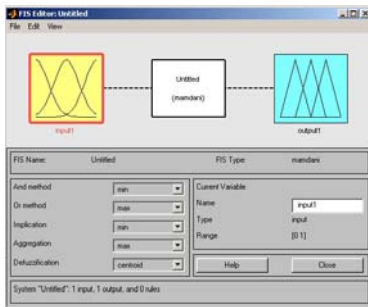 FIS Editor: Untitled
File Edit View
Untitled
(mamdani)
input1
output1
FIS Name: Untitled FIS Type: mamdani
And method min
Or method max
Implication min
Aggregation max
Defuzzification centroid
Current Variable
Name input1
Type input
Range [0 1]
Help Close
System "Untitled": 1 input, 1 output, and 0 rules